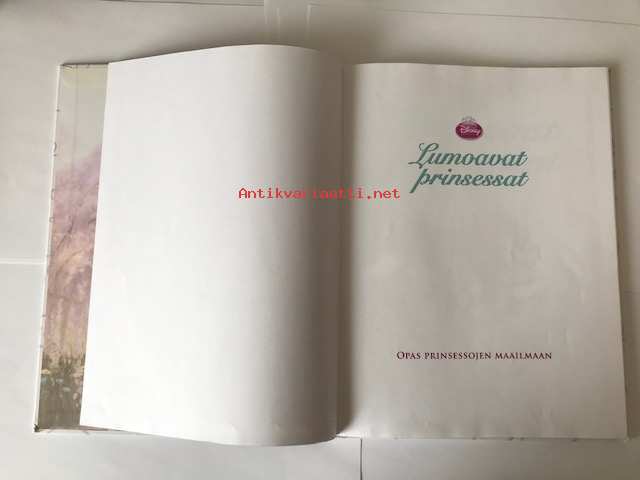 Disney
Lumoavat
prinsessat
Antikvariaatti.net
Opas prinsessojen maailmaan